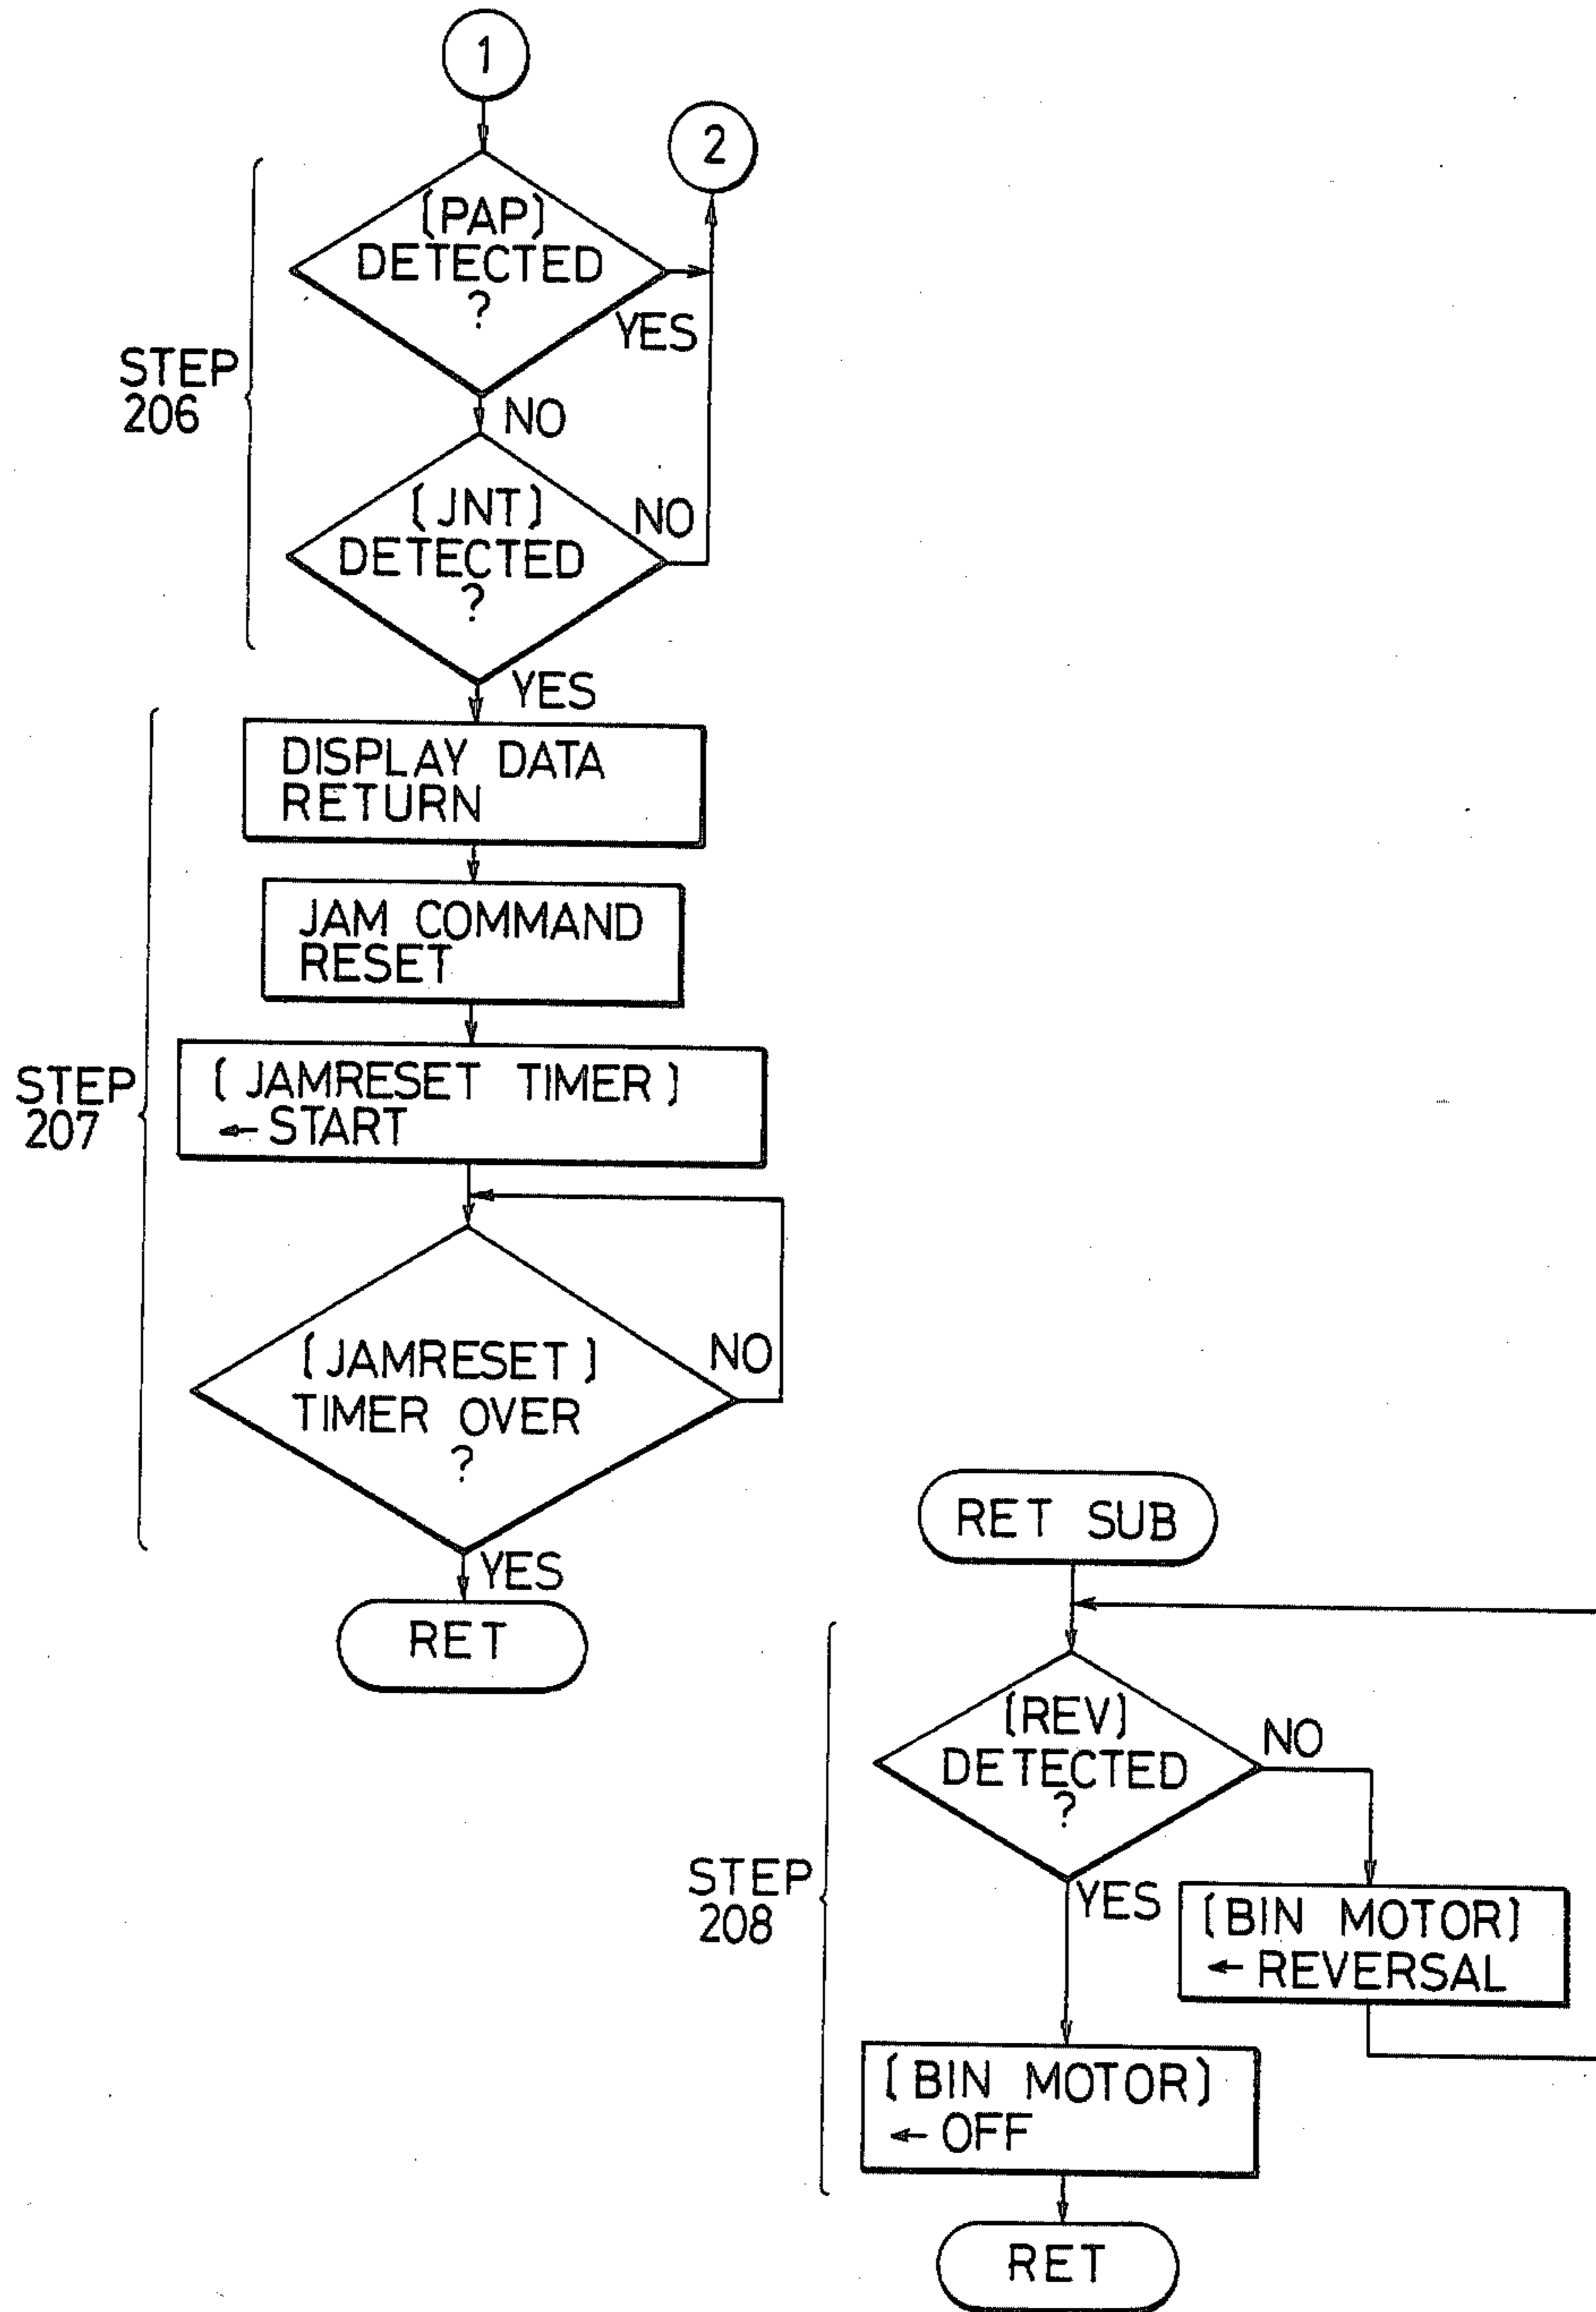 1
2
[PAP]
DETECTED
?
YES
STEP
206
NO
[JNT]
DETECTED
?
NO
YES
DISPLAY DATA
RETURN
JAM COMMAND
RESET
STEP
207
[JAMRESET TIMER]
← START
[JAMRESET]
TIMER OVER
?
NO
YES
RET
RET SUB
[REV]
DETECTED
?
NO
STEP
208
YES
[BIN MOTOR]
← REVERSAL
[BIN MOTOR]
← OFF
RET